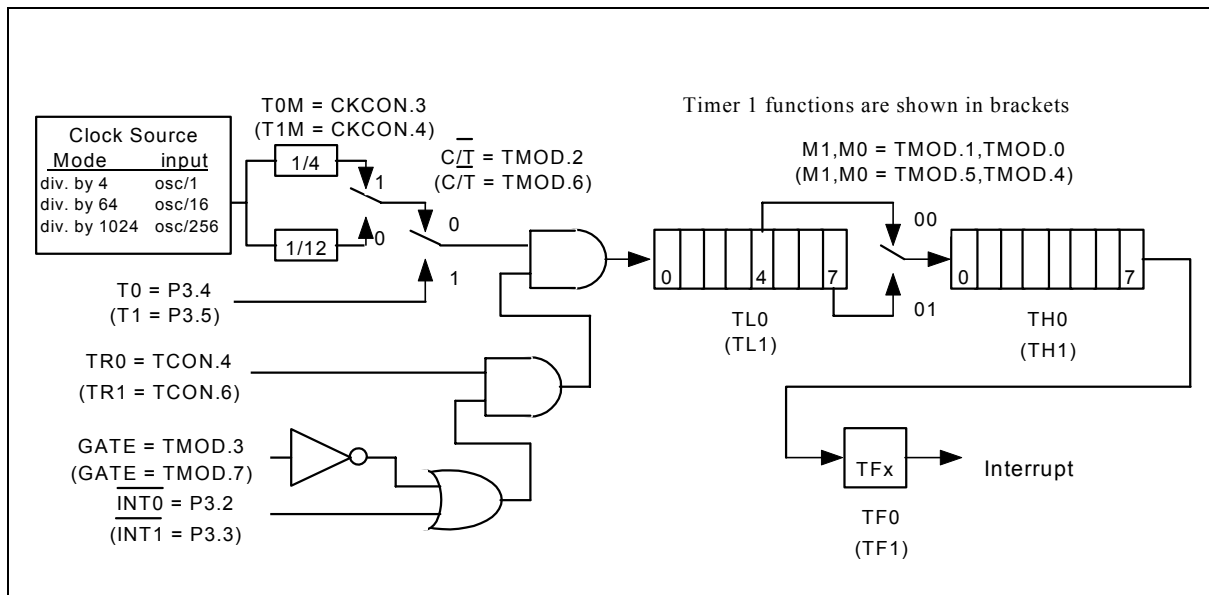 T0M = CKCON.3
(T1M = CKCON.4)
Timer 1 functions are shown in brackets
Clock Source
Mode input
div. by 4 osc/1
div. by 64 osc/16
div. by 1024 osc/256
1/4
1/12
1
0
C/T̅ = TMOD.2
(C/T̅ = TMOD.6)
0
1
M1,M0 = TMOD.1,TMOD.0
(M1,M0 = TMOD.5,TMOD.4)
00
01
0 4 7
TL0
(TL1)
0 7
TH0
(TH1)
T0 = P3.4
(T1 = P3.5)
TR0 = TCON.4
(TR1 = TCON.6)
GATE = TMOD.3
(GATE = TMOD.7)
I̅N̅T̅0̅ = P3.2
(I̅N̅T̅1̅ = P3.3)
TFx
Interrupt
TF0
(TF1)